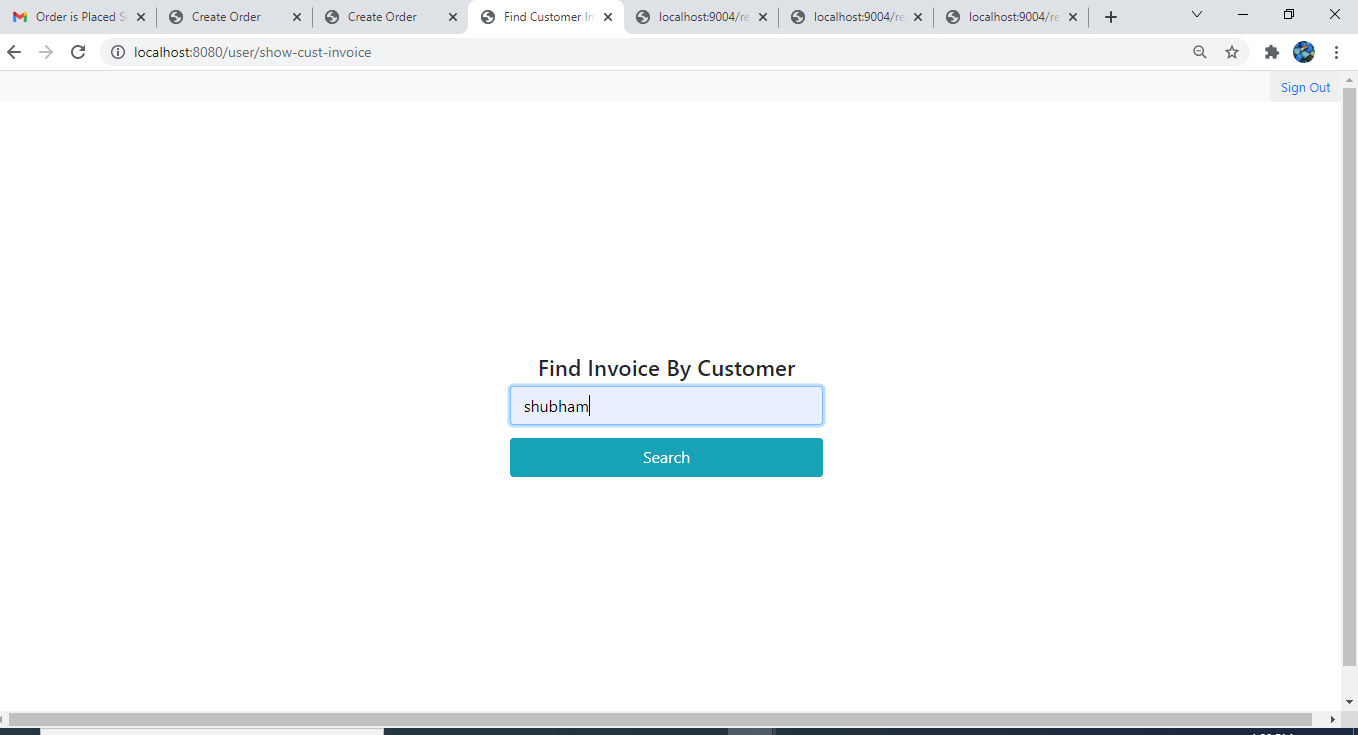 Order is Placed
Create Order
Create Order
Find Customer
localhost:9004/re
localhost:9004/re
localhost:9004/re
localhost:8080/user/show-cust-invoice
Sign Out
Find Invoice By Customer
shubham
Search